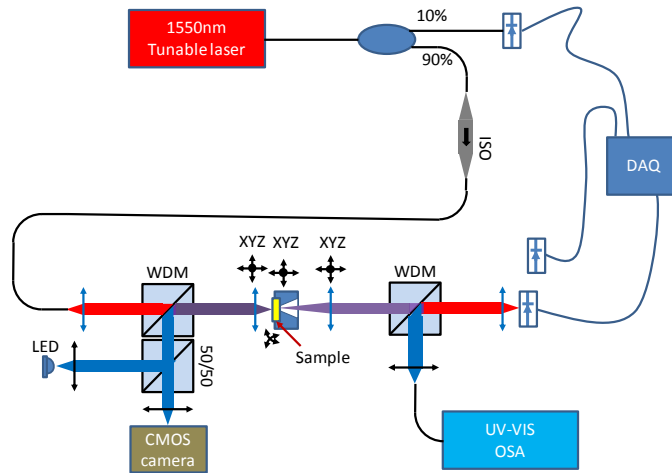 1550nm
Tunable laser
10%
90%
ISO
DAQ
XYZ
XYZ
XYZ
WDM
WDM
LED
50/50
Sample
CMOS
camera
UV-VIS
OSA